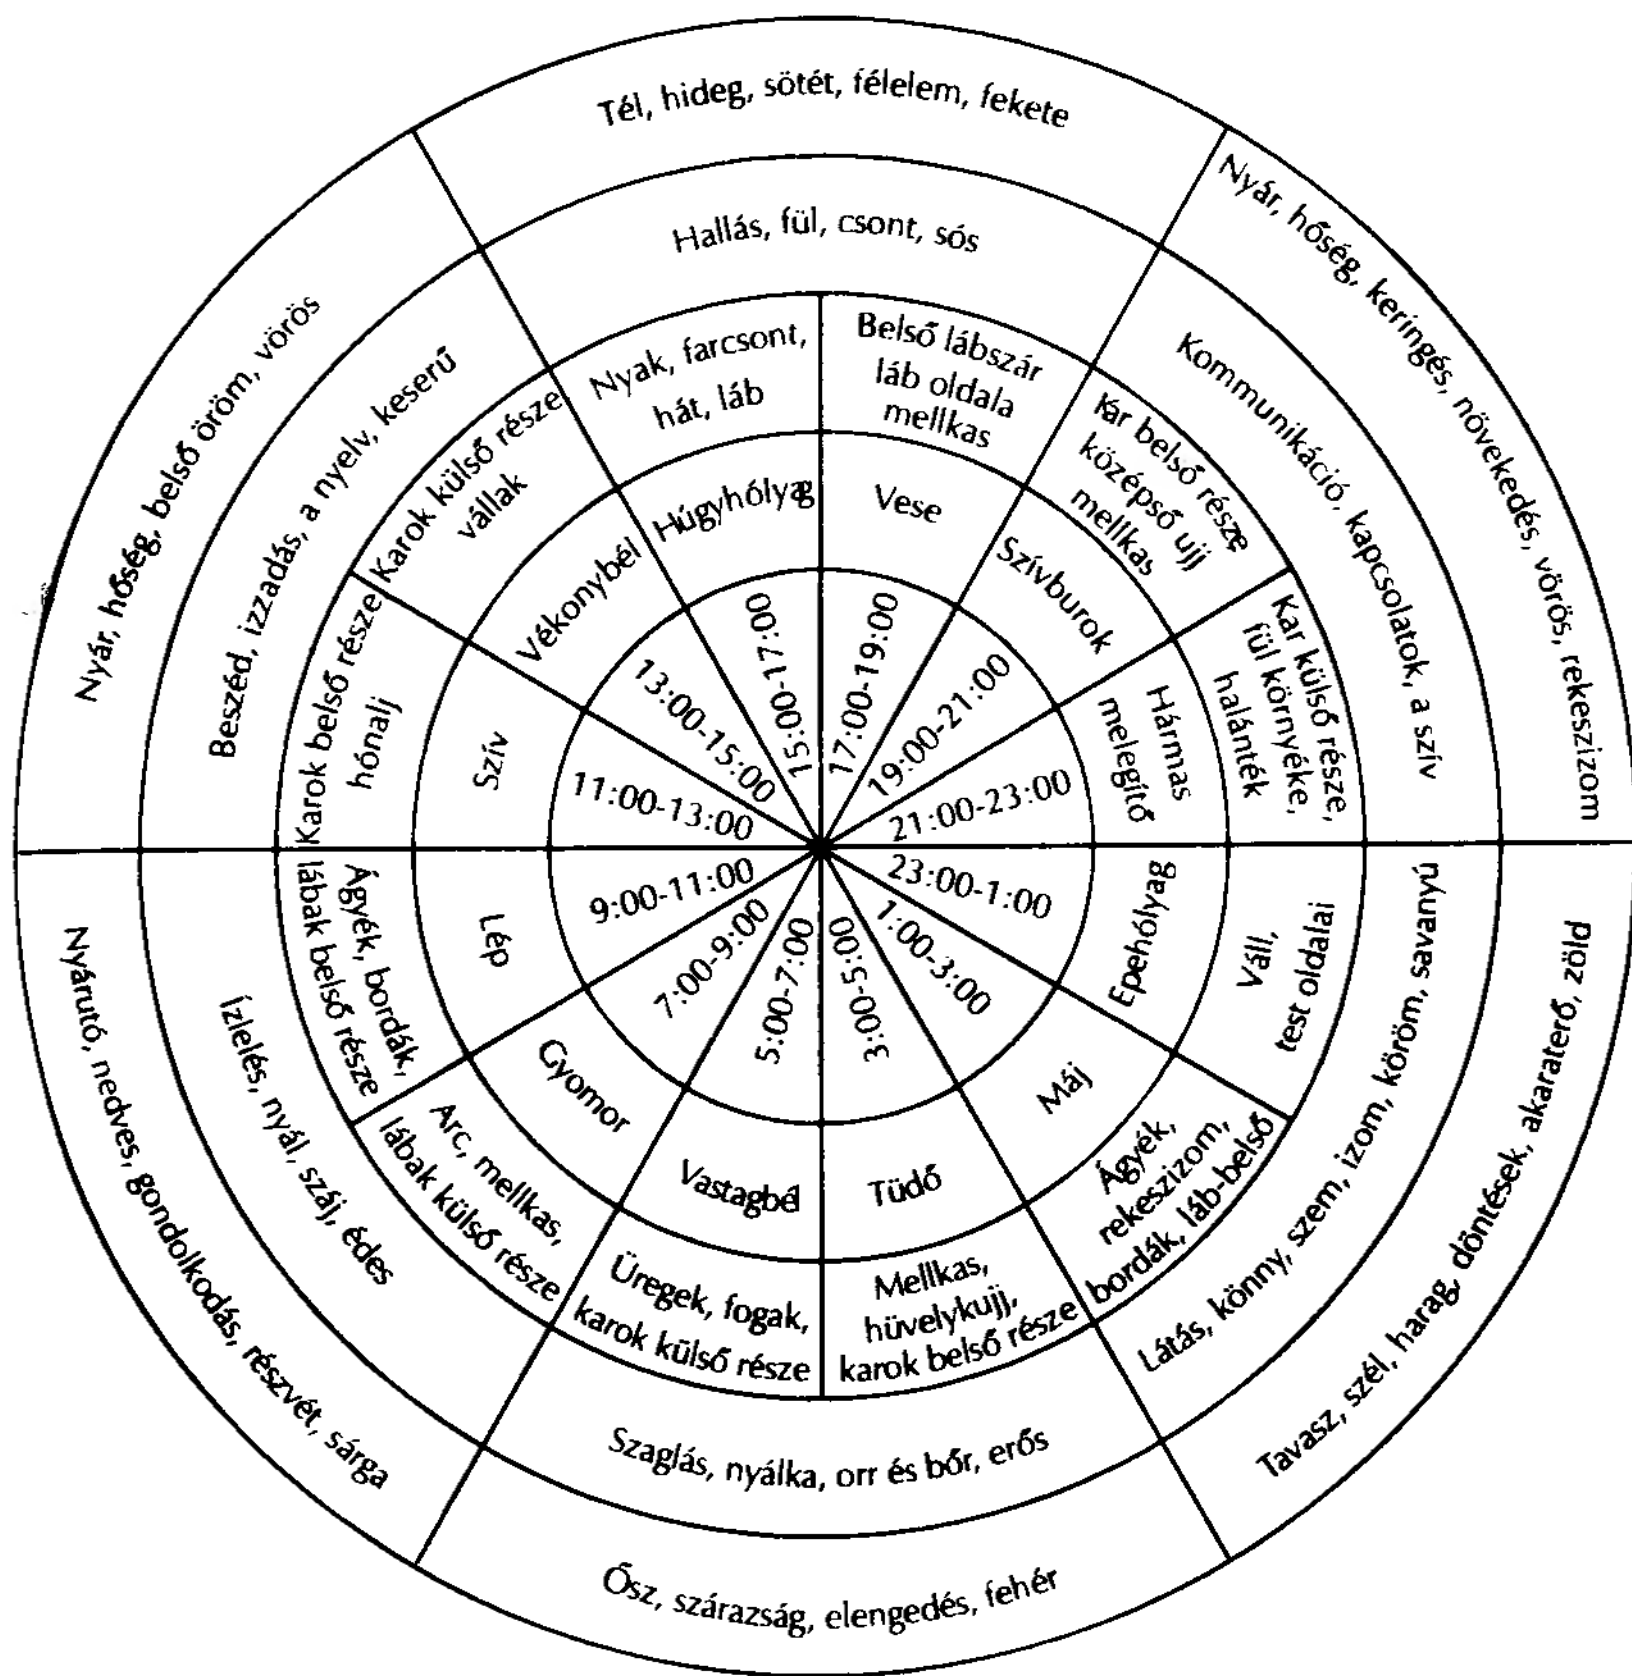 Tél, hideg, sötét, félelem, fekete
Nyár, hőség, keringés, növekedés, vörös, rekeszizom
Tavasz, szél, harag, döntések, akaraterő, zöld
Ősz, szárazság, elengedés, fehér
Nyárutó, nedves, gondolkodás, részvét, sárga
Nyár, hőség, belső öröm, vörös
Hallás, fül, csont, sós
Kommunikáció, kapcsolatok, a szív
Látás, könny, szem, izom, köröm, savanyú
Szaglás, nyálka, orr és bőr, erős
Ízlelés, nyál, száj, édes
Beszéd, izzadás, a nyelv, keserű
Nyak, farcsont,
hát, láb
Belső lábszár
láb oldala
mellkas
Kar belső része
középső ujj
mellkas
Kar külső része,
fül környéke,
halánték
Váll,
test oldalai
Ágyék,
rekeszizom,
bordák, láb-belső
Mellkas,
hüvelykujj,
karok belső része
Üregek, fogak,
karok külső része
Arc, mellkas,
lábak külső része
Ágyék, bordák,
lábak belső része
Karok belső része
hónalj
Karok külső része
vállak
Húgyhólyag
Vese
Szívburok
Hármas
melegítő
Epehólyag
Máj
Tüdő
Vastagbél
Gyomor
Lép
Szív
Vékonybél
15:00-17:00
17:00-19:00
19:00-21:00
21:00-23:00
23:00-1:00
1:00-3:00
3:00-5:00
5:00-7:00
7:00-9:00
9:00-11:00
11:00-13:00
13:00-15:00